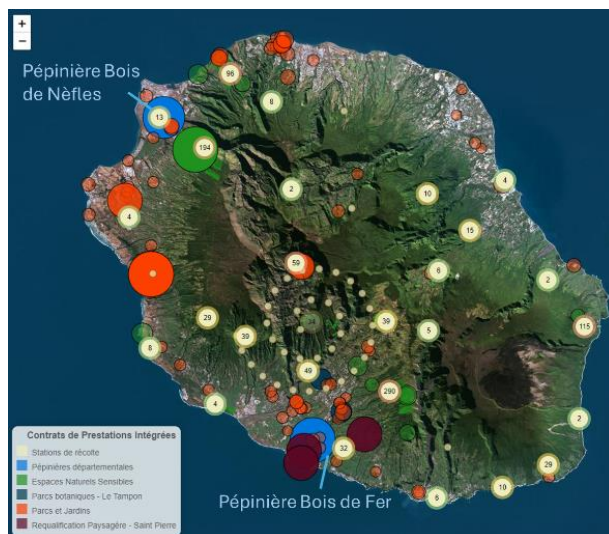 +
−
96
Pépinière Bois
de Nèfles
8
13
194
2
10
4
4
15
59
6
2
29
39
39
5
115
8
49
290
4
2
32
29
10
6
Contrats de Prestations Intégrées
Stations de récolte
Pépinières départementales
Espaces Naturels Sensibles
Parcs botaniques - Le Tampon
Parcs et Jardins
Requalification Paysagère - Saint Pierre
Pépinière Bois de Fer